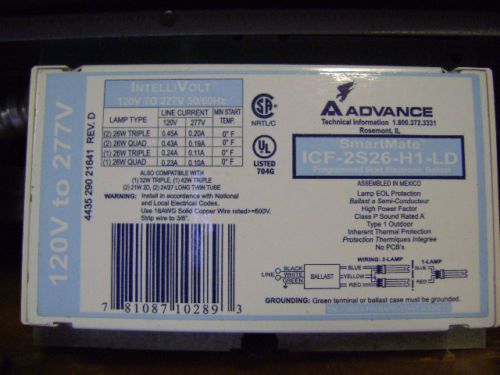 120V to 277V
4435 290 21641 REV. D
INTELLIVOLT
120V TO 277V 50/60Hz
LAMP TYPE LINE CURRENT MIN START TEMP.
120V 277V
(2) 26W TRIPLE 0.45A 0.20A 0° F
(2) 26W QUAD 0.43A 0.19A 0° F
(1) 26W TRIPLE 0.24A 0.11A 0° F
(1) 26W QUAD 0.23A 0.10A 0° F
ALSO COMPATIBLE WITH
(1) 32W TRIPLE, (1) 42W TRIPLE
(2) 21W 2D, (2) 24/27 LONG TWIN TUBE
Install in accordance with National
and Local Electrical Codes.
Use 18AWG Solid Copper Wire rated>=600V.
Strip wire to 3/8".
7 81087 10289 3
SA
NRTL/C
UL
LISTED
704G
ADVANCE
Technical Information 1.800.372.3331
Rosemont, IL
SmartMate
ICF-2S26-H1-LD
Programmed Start Electronic Ballast
ASSEMBLED IN MEXICO
Lamp EOL Protection
Ballast a Semi-Conducteur
High Power Factor
Class P Sound Rated A
Type 1 Outdoor
Inherent Thermal Protection
Protection Thermiques Integree
No PCB's
WIRING: 2-LAMP 1-LAMP
LINE BLACK WHITE GREEN BALLAST BLUE YELLOW RED BLUE RED
GROUNDING: Green terminal or ballast case must be grounded.